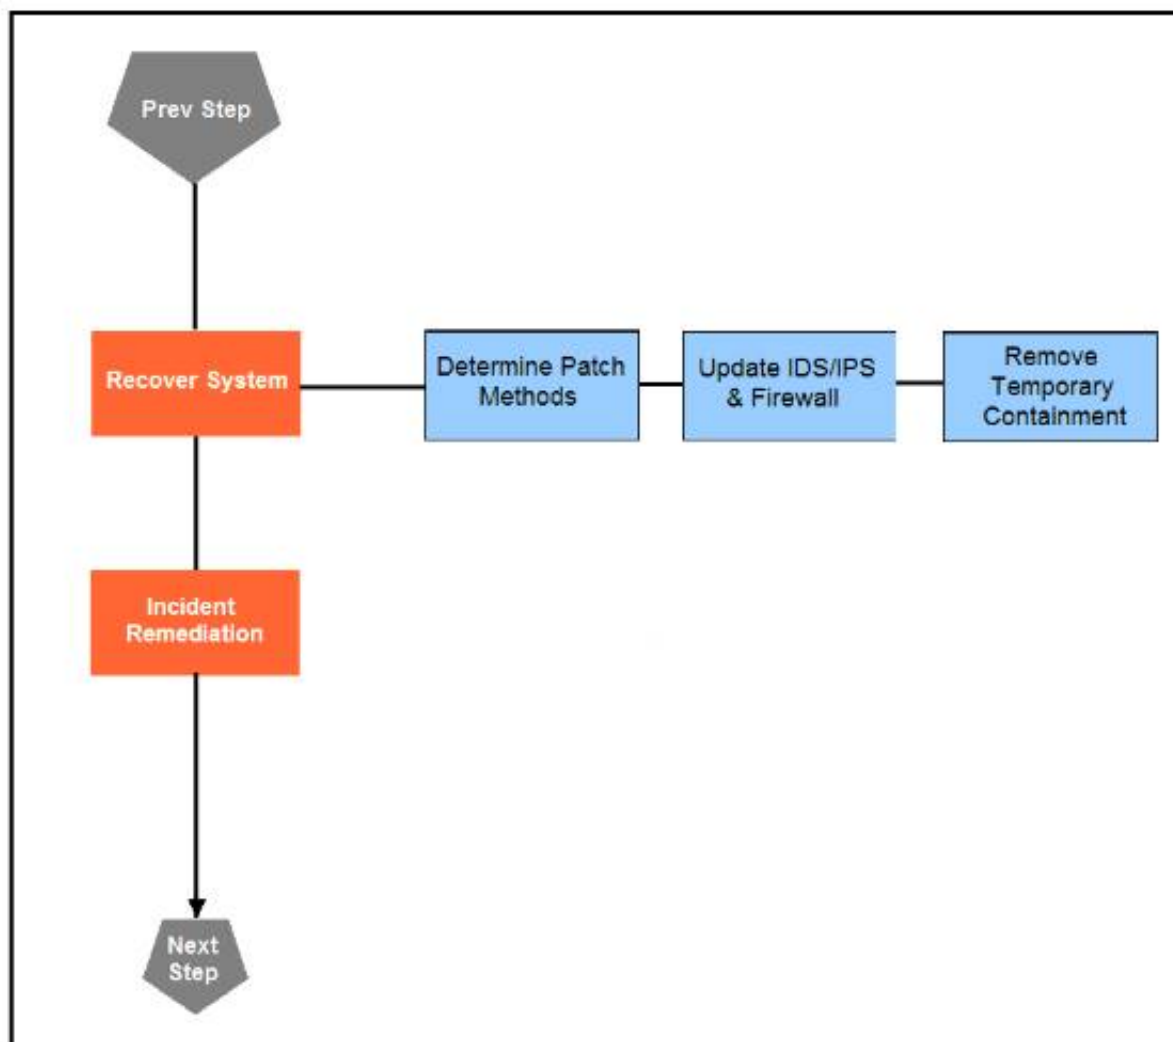 Prev Step
Recover System
Determine Patch
Methods
Update IDS/IPS
& Firewall
Remove
Temporary
Containment
Incident
Remediation
Next
Step